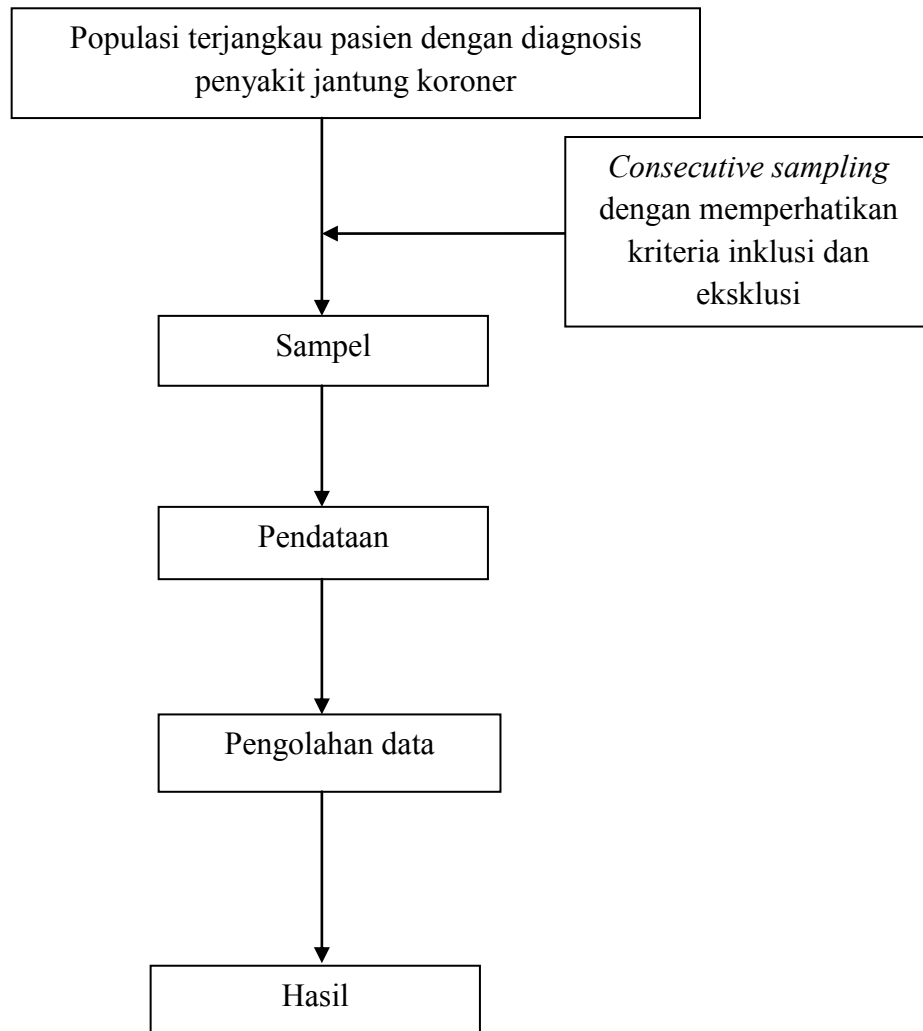 Populasi terjangkau pasien dengan diagnosis
penyakit jantung koroner
Consecutive sampling
dengan memperhatikan
kriteria inklusi dan
eksklusi
Sampel
Pendataan
Pengolahan data
Hasil